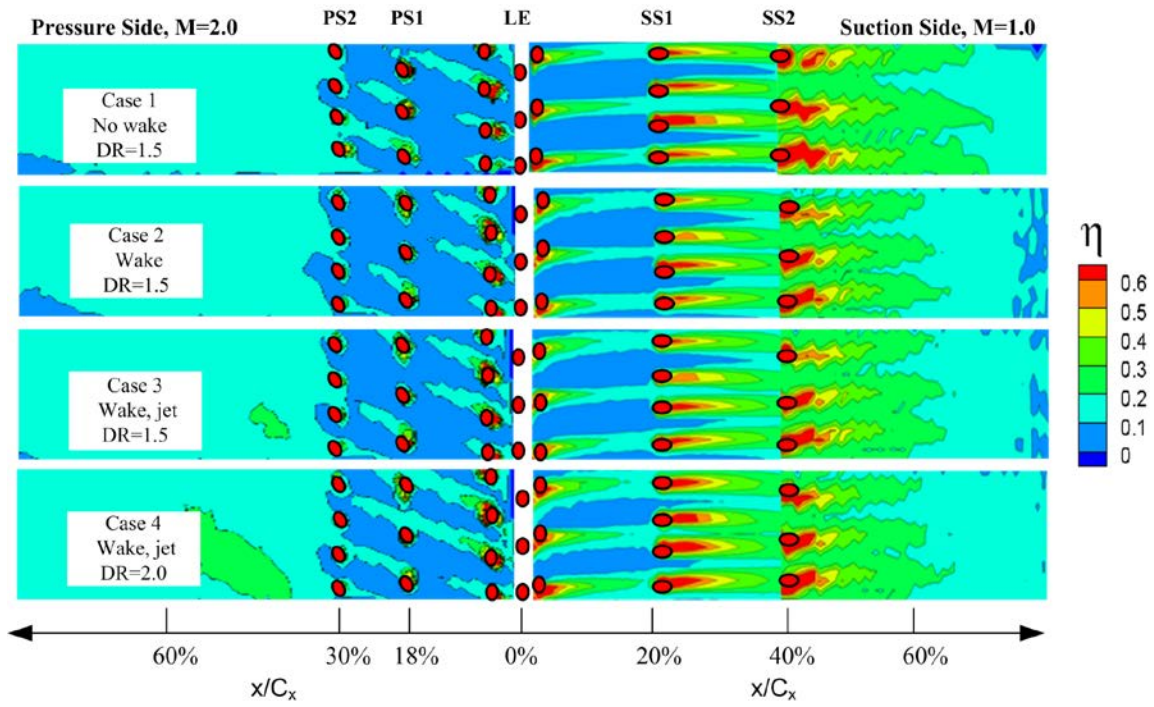 Pressure Side, M=2.0
PS2 PS1 LE SS1 SS2
Suction Side, M=1.0
Case 1
No wake
DR=1.5
Case 2
Wake
DR=1.5
Case 3
Wake, jet
DR=1.5
Case 4
Wake, jet
DR=2.0
η
0.6
0.5
0.4
0.3
0.2
0.1
0
60% 30% 18% 0% 20% 40% 60%
x/Cₓ x/Cₓ